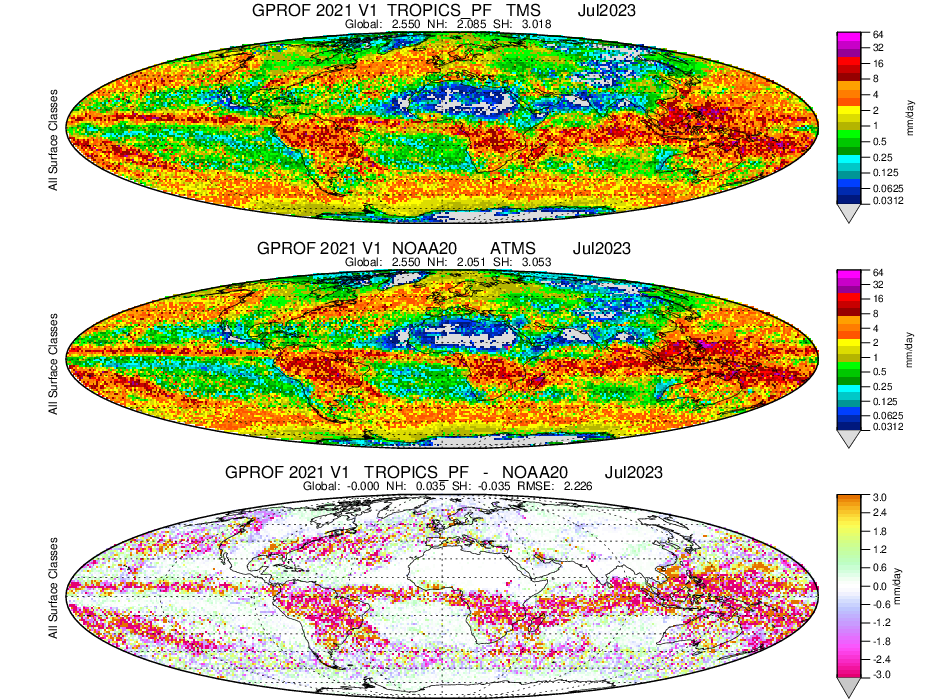 GPROF 2021 V1 TROPICS_PF TMS Jul2023
Global: 2.550 NH: 2.085 SH: 3.018
All Surface Classes
64
32
16
8
4
2
1
0.5
0.25
0.125
0.0625
0.0312
mm/day
GPROF 2021 V1 NOAA20 ATMS Jul2023
Global: 2.550 NH: 2.051 SH: 3.053
All Surface Classes
64
32
16
8
4
2
1
0.5
0.25
0.125
0.0625
0.0312
mm/day
GPROF 2021 V1 TROPICS_PF - NOAA20 Jul2023
Global: -0.000 NH: 0.035 SH: -0.035 RMSE: 2.226
All Surface Classes
3.0
2.4
1.8
1.2
0.6
0.0
-0.6
-1.2
-1.8
-2.4
-3.0
mm/day